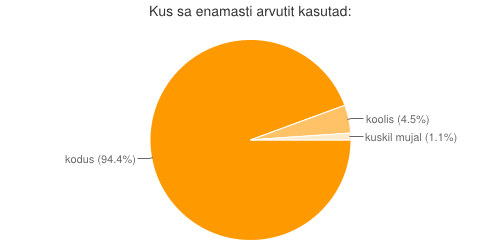 Kus sa enamasti arvutit kasutad:
koolis (4.5%)
kuskil mujal (1.1%)
kodus (94.4%)